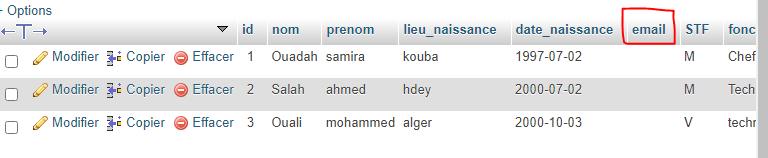 Options
id nom prenom lieu_naissance date_naissance email STF fonc
Modifier Copier Effacer 1 Ouadah samira kouba 1997-07-02 M Chef
Modifier Copier Effacer 2 Salah ahmed hdey 2000-07-02 M Tech
Modifier Copier Effacer 3 Ouali mohammed alger 2000-10-03 V techn